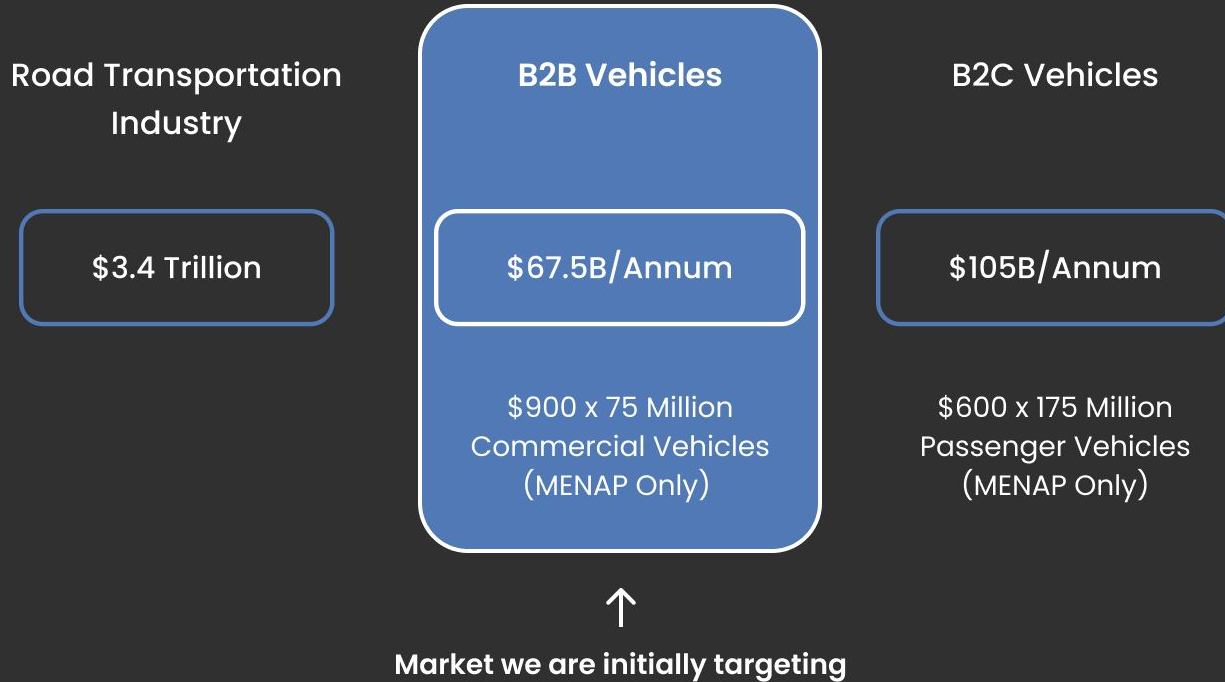 Road Transportation
Industry
$3.4 Trillion
B2B Vehicles
$67.5B/Annum
$900 x 75 Million
Commercial Vehicles
(MENAP Only)
B2C Vehicles
$105B/Annum
$600 x 175 Million
Passenger Vehicles
(MENAP Only)
Market we are initially targeting